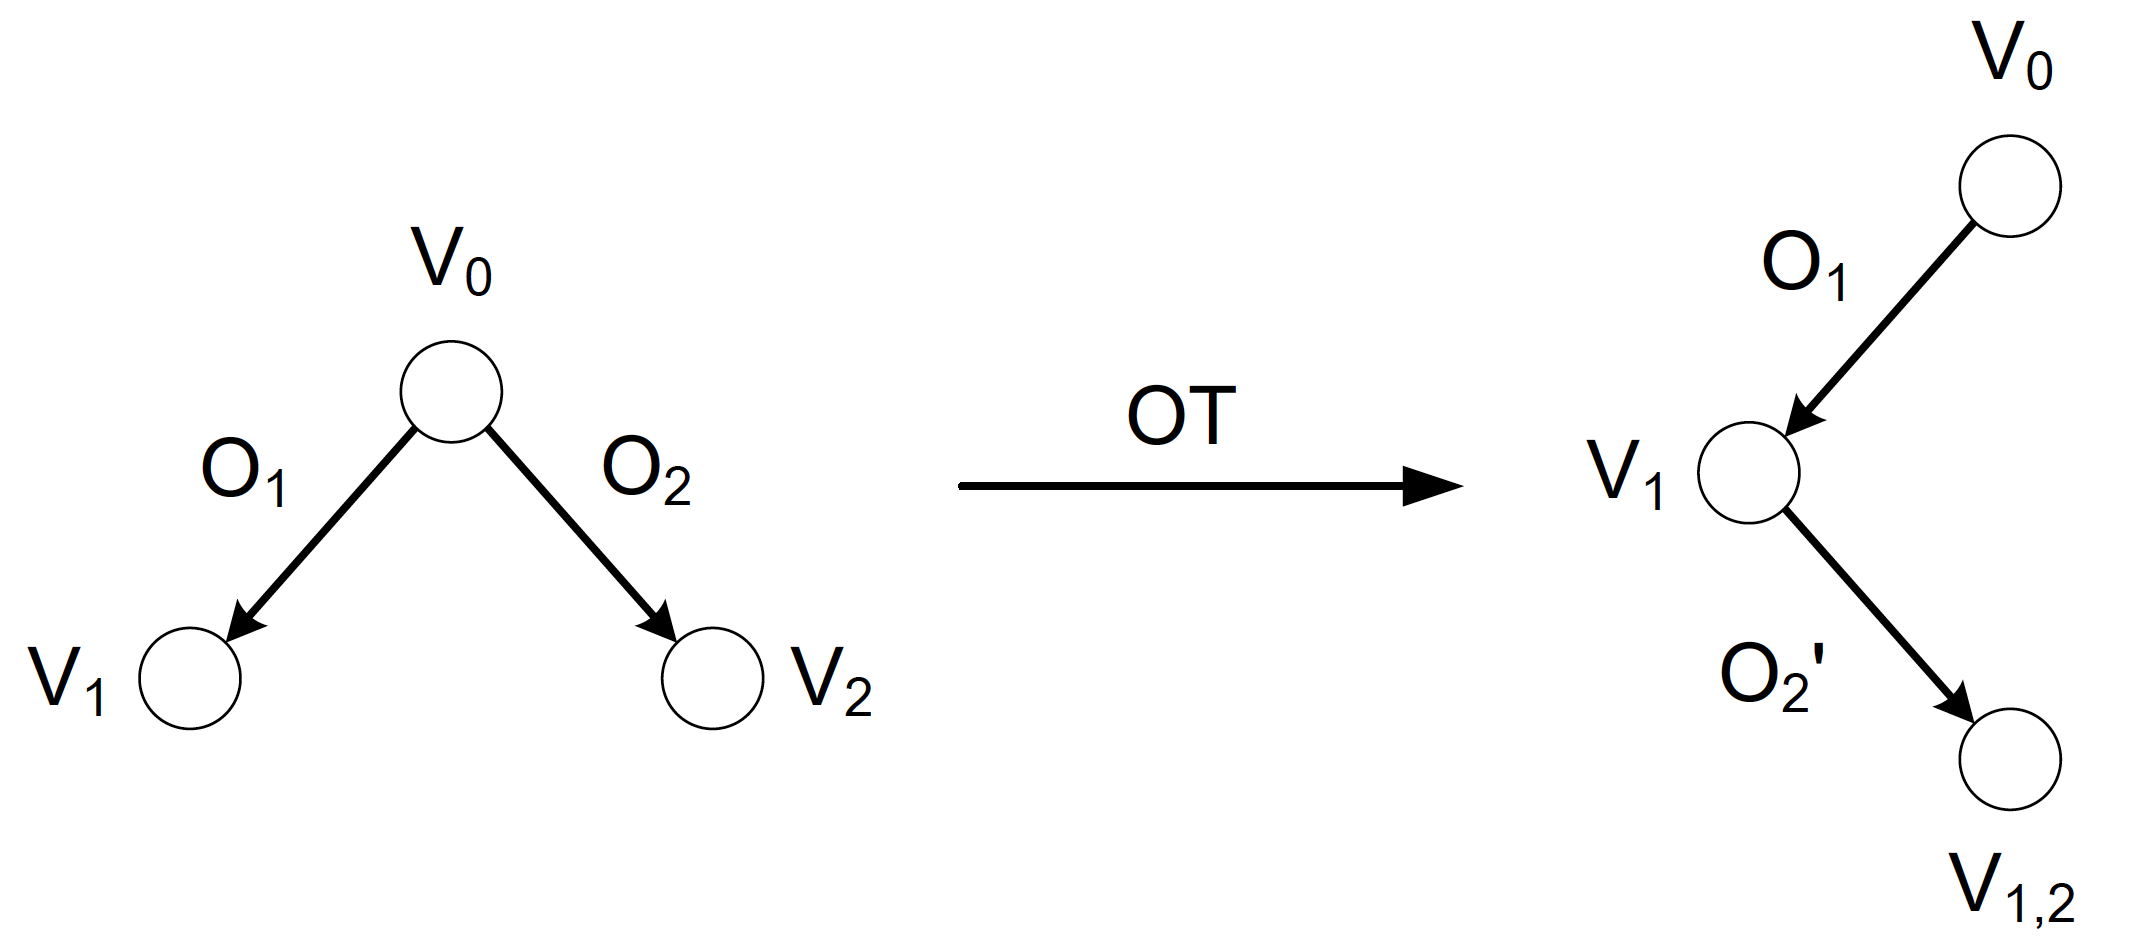 V₀
O₁
O₂
V₁
V₂
OT
V₀
O₁
V₁
O₂'
V₁,₂